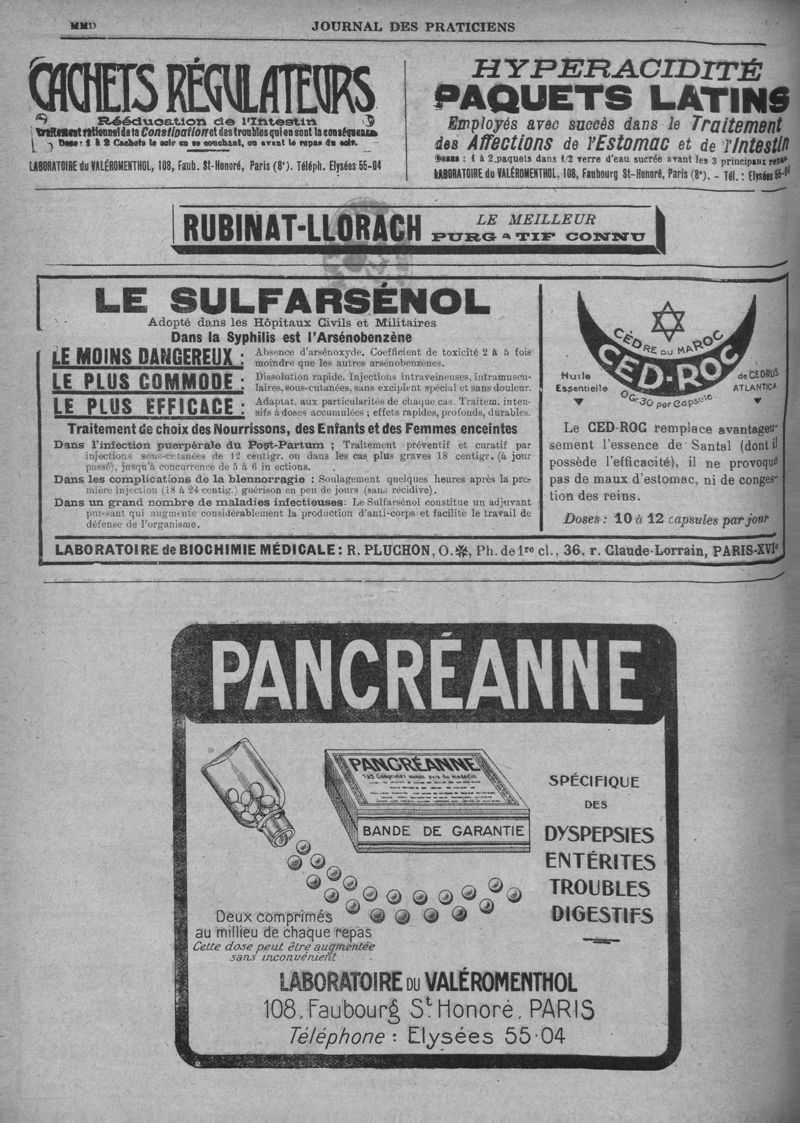 MMD
JOURNAL DES PRATICIENS
CACHETS RÉGULATEURS
Rééducation de l'Intestin
Traitement rationnel de la Constipation et des troubles qui en sont la conséquence
Dose : 1 à 2 Cachets le soir en se couchant, ou avant le repas du soir.
LABORATOIRE du VALÉROMENTHOL, 108, Faub. St-Honoré, Paris (8e). Téléph. Elysées 55-04
HYPERACIDITÉ
PAQUETS LATINS
Employés avec succès dans le Traitement
des Affections de l'Estomac et de l'Intestin
Doses : 1 à 2 paquets dans 1/2 verre d'eau sucrée avant les 3 principaux repas
LABORATOIRE du VALÉROMENTHOL, 108, Faubourg St-Honoré, Paris (8e). - Tél. : Elysées 55-04
RUBINAT-LLORACH
LE MEILLEUR
PURGATIF CONNU
LE SULFARSÉNOL
Adopté dans les Hôpitaux Civils et Militaires
Dans la Syphilis est l'Arsénobenzène
LE MOINS DANGEREUX : Absence d'arsénoxyde. Coefficient de toxicité 2 à 5 fois
moindre que les autres arsénobenzènes.
LE PLUS COMMODE : Dissolution rapide. Injections intraveineuses, intramuscu-
laires, sous-cutanées, sans excipient spécial et sans douleur.
LE PLUS EFFICACE : Adaptat. aux particularités de chaque cas. Traitem. inten-
sifs à doses accumulées ; effets rapides, profonds, durables.
Traitement de choix des Nourrissons, des Enfants et des Femmes enceintes
Dans l'infection puerpérale du Post-Partum ; Traitement préventif et curatif par
injections sous-cutanées de 12 centigr. ou dans les cas plus graves 18 centigr. (à jour
passé), jusqu'à concurrence de 5 à 6 in ections.
Dans les complications de la blennorragie : Soulagement quelques heures après la pre-
mière injection (18 à 24 centig.) guérison en peu de jours (sans récidive).
Dans un grand nombre de maladies infectieuses: Le Sulfarsénol constitue un adjuvant
puissant qui augmente considérablement la production d'anti-corps et facilite le travail de
défense de l'organisme.
CÈDRE DU MAROC
CED-ROC
Huile
Essentielle
de CEDRUS
ATLANTICA
0 Gr. 30 par Capsule
Le CED-ROC remplace avantageu-
sement l'essence de Santal (dont il
possède l'efficacité), il ne provoque
pas de maux d'estomac, ni de conges-
tion des reins.
Doses : 10 à 12 capsules par jour
LABORATOIRE de BIOCHIMIE MÉDICALE : R. PLUCHON, O.✻, Ph. de 1re cl., 36, r. Claude-Lorrain, PARIS-XVIe
PANCRÉANNE
PANCRÉANNE
BANDE DE GARANTIE
SPÉCIFIQUE
DES
DYSPEPSIES
ENTÉRITES
TROUBLES
DIGESTIFS
Deux comprimés
au millieu de chaque repas
Cette dose peut être augmentée
sans inconvénient
LABORATOIRE DU VALÉROMENTHOL
108, Faubourg St Honoré, PARIS
Téléphone : Elysées 55·04